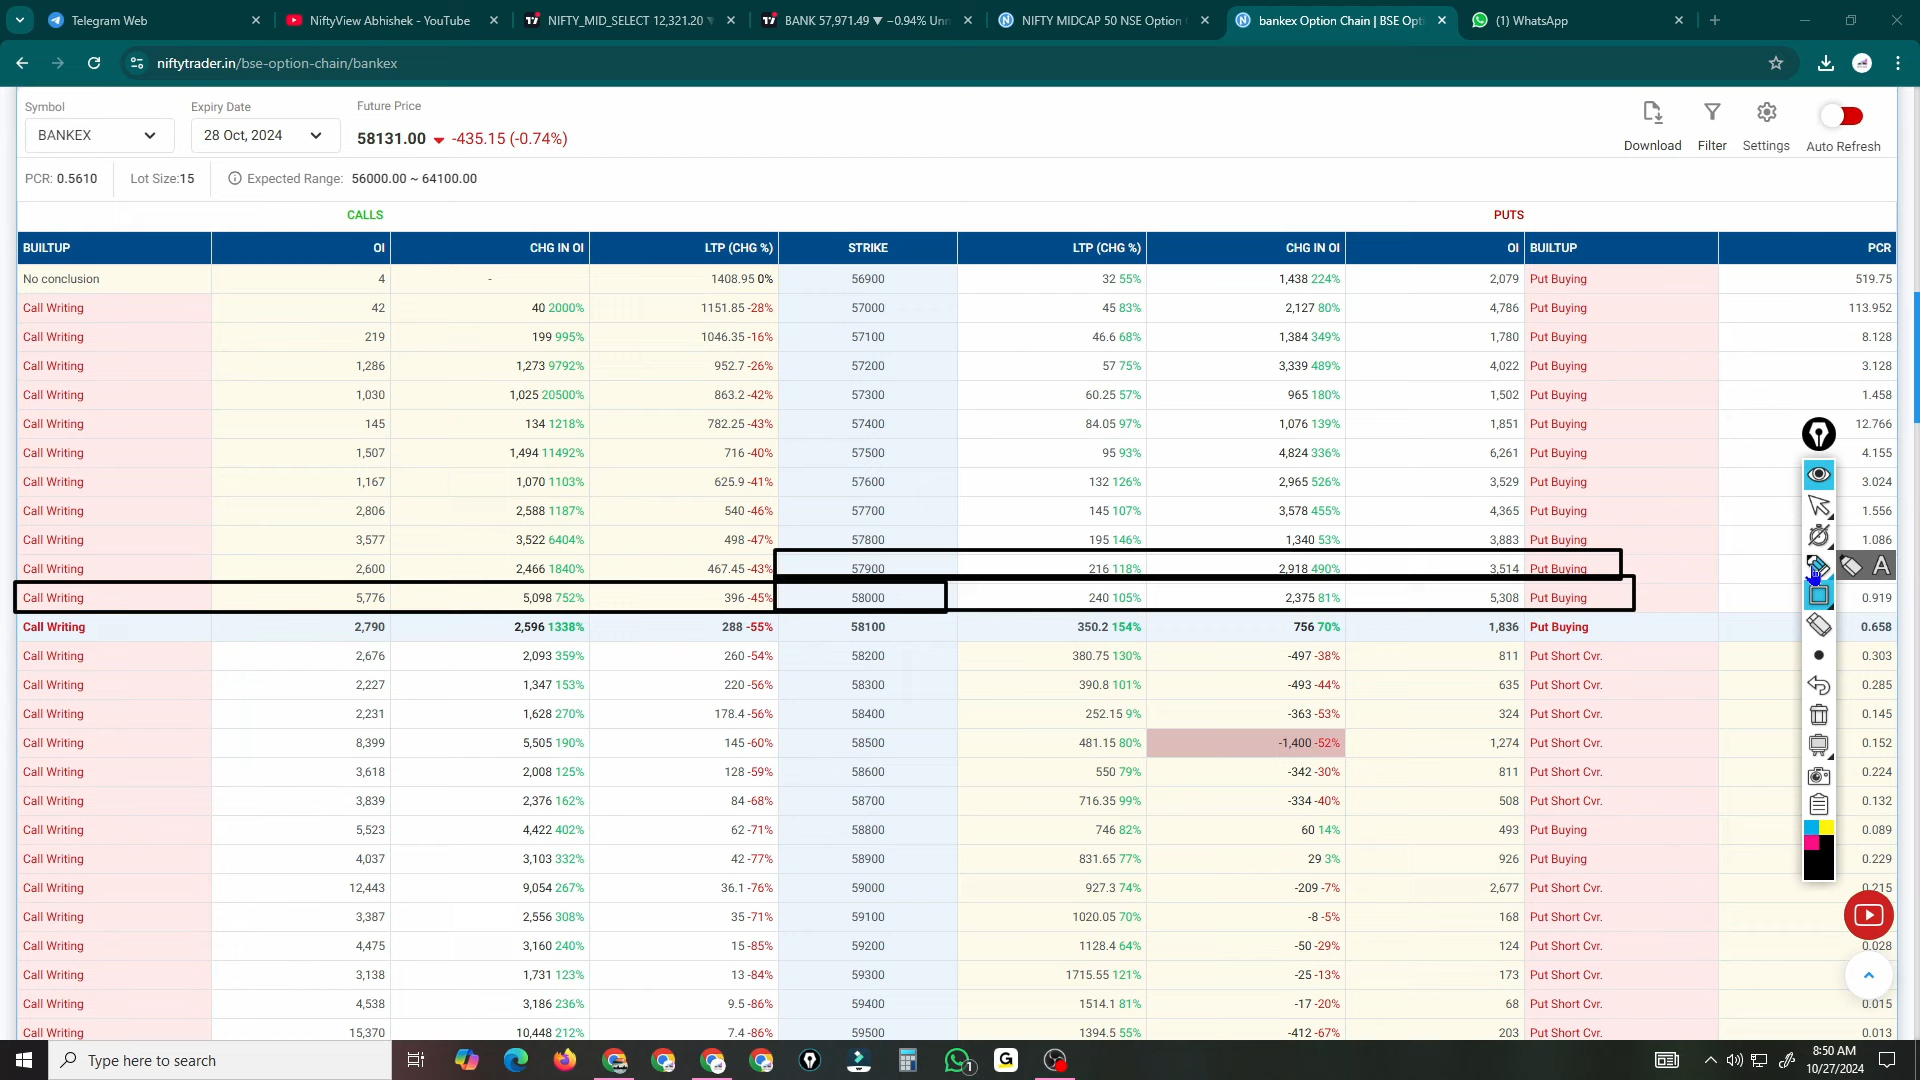 Telegram Web
NiftyView Abhishek - YouTube
NIFTY_MID_SELECT 12,321.20
BANK 57,971.49 ▼ −0.94% Unn
NIFTY MIDCAP 50 NSE Option
bankex Option Chain | BSE Opti
(1) WhatsApp
niftytrader.in/bse-option-chain/bankex
Symbol
BANKEX
Expiry Date
28 Oct, 2024
Future Price
58131.00 -435.15 (-0.74%)
Download
Filter
Settings
Auto Refresh
PCR: 0.5610 Lot Size:15 Expected Range: 56000.00 ~ 64100.00
CALLS PUTS
BUILTUP OI CHG IN OI LTP (CHG %) STRIKE LTP (CHG %) CHG IN OI OI BUILTUP PCR
No conclusion 4 - 1408.95 0% 56900 32 55% 1,438 224% 2,079 Put Buying 519.75
Call Writing 42 40 2000% 1151.85 -28% 57000 45 83% 2,127 80% 4,786 Put Buying 113.952
Call Writing 219 199 995% 1046.35 -16% 57100 46.6 68% 1,384 349% 1,780 Put Buying 8.128
Call Writing 1,286 1,273 9792% 952.7 -26% 57200 57 75% 3,339 489% 4,022 Put Buying 3.128
Call Writing 1,030 1,025 20500% 863.2 -42% 57300 60.25 57% 965 180% 1,502 Put Buying 1.458
Call Writing 145 134 1218% 782.25 -43% 57400 84.05 97% 1,076 139% 1,851 Put Buying 12.766
Call Writing 1,507 1,494 11492% 716 -40% 57500 95 93% 4,824 336% 6,261 Put Buying 4.155
Call Writing 1,167 1,070 1103% 625.9 -41% 57600 132 126% 2,965 526% 3,529 Put Buying 3.024
Call Writing 2,806 2,588 1187% 540 -46% 57700 145 107% 3,578 455% 4,365 Put Buying 1.556
Call Writing 3,577 3,522 6404% 498 -47% 57800 195 146% 1,340 53% 3,883 Put Buying 1.086
Call Writing 2,600 2,466 1840% 467.45 -43% 57900 216 118% 2,918 490% 3,514 Put Buying
Call Writing 5,776 5,098 752% 396 -45% 58000 240 105% 2,375 81% 5,308 Put Buying 0.919
Call Writing 2,790 2,596 1338% 288 -55% 58100 350.2 154% 756 70% 1,836 Put Buying 0.658
Call Writing 2,676 2,093 359% 260 -54% 58200 380.75 130% -497 -38% 811 Put Short Cvr. 0.303
Call Writing 2,227 1,347 153% 220 -56% 58300 390.8 101% -493 -44% 635 Put Short Cvr. 0.285
Call Writing 2,231 1,628 270% 178.4 -56% 58400 252.15 9% -363 -53% 324 Put Short Cvr. 0.145
Call Writing 8,399 5,505 190% 145 -60% 58500 481.15 80% -1,400 -52% 1,274 Put Short Cvr. 0.152
Call Writing 3,618 2,008 125% 128 -59% 58600 550 79% -342 -30% 811 Put Short Cvr. 0.224
Call Writing 3,839 2,376 162% 84 -68% 58700 716.35 99% -334 -40% 508 Put Short Cvr. 0.132
Call Writing 5,523 4,422 402% 62 -71% 58800 746 82% 60 14% 493 Put Buying 0.089
Call Writing 4,037 3,103 332% 42 -77% 58900 831.65 77% 29 3% 926 Put Buying 0.229
Call Writing 12,443 9,054 267% 36.1 -76% 59000 927.3 74% -209 -7% 2,677 Put Short Cvr. 0.215
Call Writing 3,387 2,556 308% 35 -71% 59100 1020.05 70% -8 -5% 168 Put Short Cvr.
Call Writing 4,475 3,160 240% 15 -85% 59200 1128.4 64% -50 -29% 124 Put Short Cvr. 0.028
Call Writing 3,138 1,731 123% 13 -84% 59300 1715.55 121% -25 -13% 173 Put Short Cvr.
Call Writing 4,538 3,186 236% 9.5 -86% 59400 1514.1 81% -17 -20% 68 Put Short Cvr. 0.015
Call Writing 15,370 10,448 212% 7.4 -86% 59500 1394.5 55% -412 -67% 203 Put Short Cvr. 0.013
A
Type here to search
1
G
8:50 AM
10/27/2024